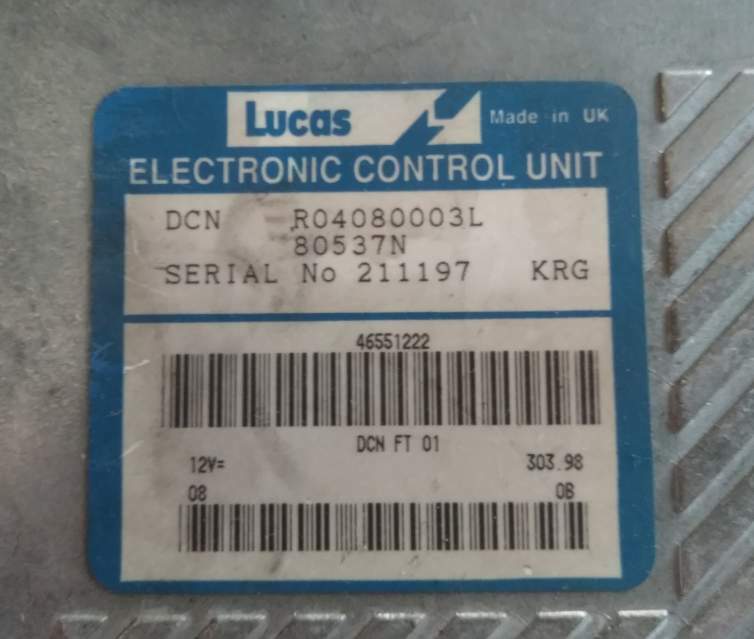 Lucas Made in UK
ELECTRONIC CONTROL UNIT
DCN R04080003L
80537N
SERIAL No 211197 KRG
46551222
DCN FT 01
12V= 303.98
08 0B